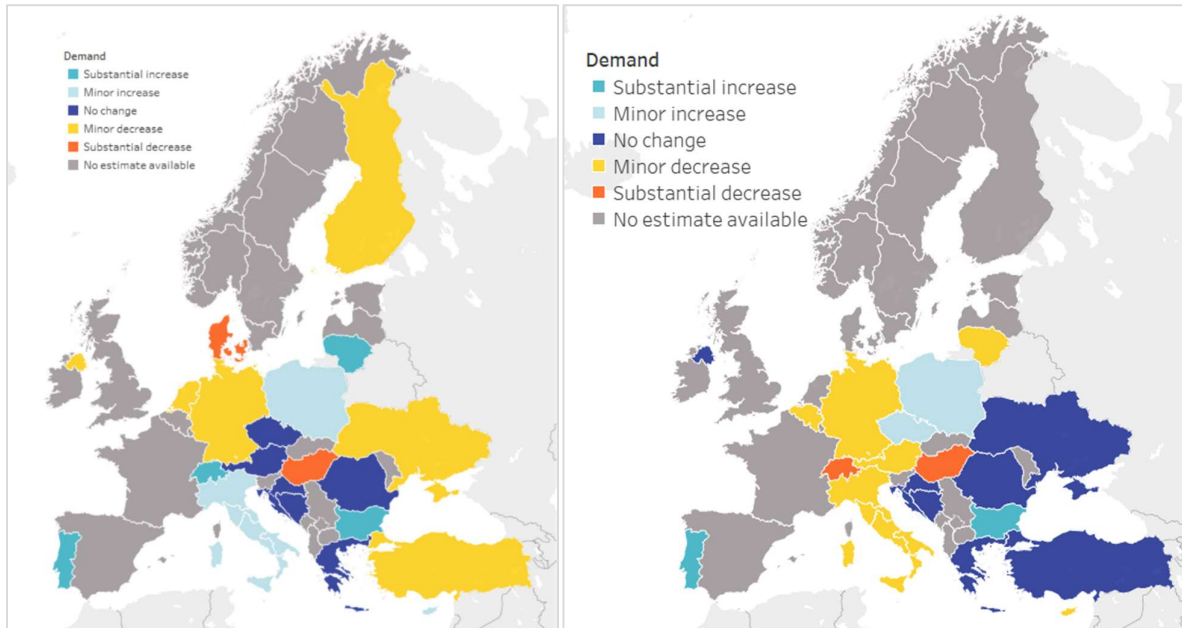 Demand
Substantial increase
Minor increase
No change
Minor decrease
Substantial decrease
No estimate available
Demand
Substantial increase
Minor increase
No change
Minor decrease
Substantial decrease
No estimate available